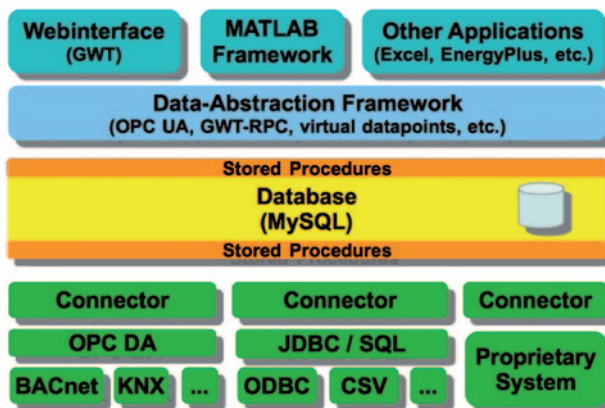 Webinterface
(GWT)
MATLAB
Framework
Other Applications
(Excel, EnergyPlus, etc.)
Data-Abstraction Framework
(OPC UA, GWT-RPC, virtual datapoints, etc.)
Stored Procedures
Database
(MySQL)
Stored Procedures
Connector
Connector
Connector
OPC DA
JDBC / SQL
Proprietary
System
BACnet
KNX
...
ODBC
CSV
...